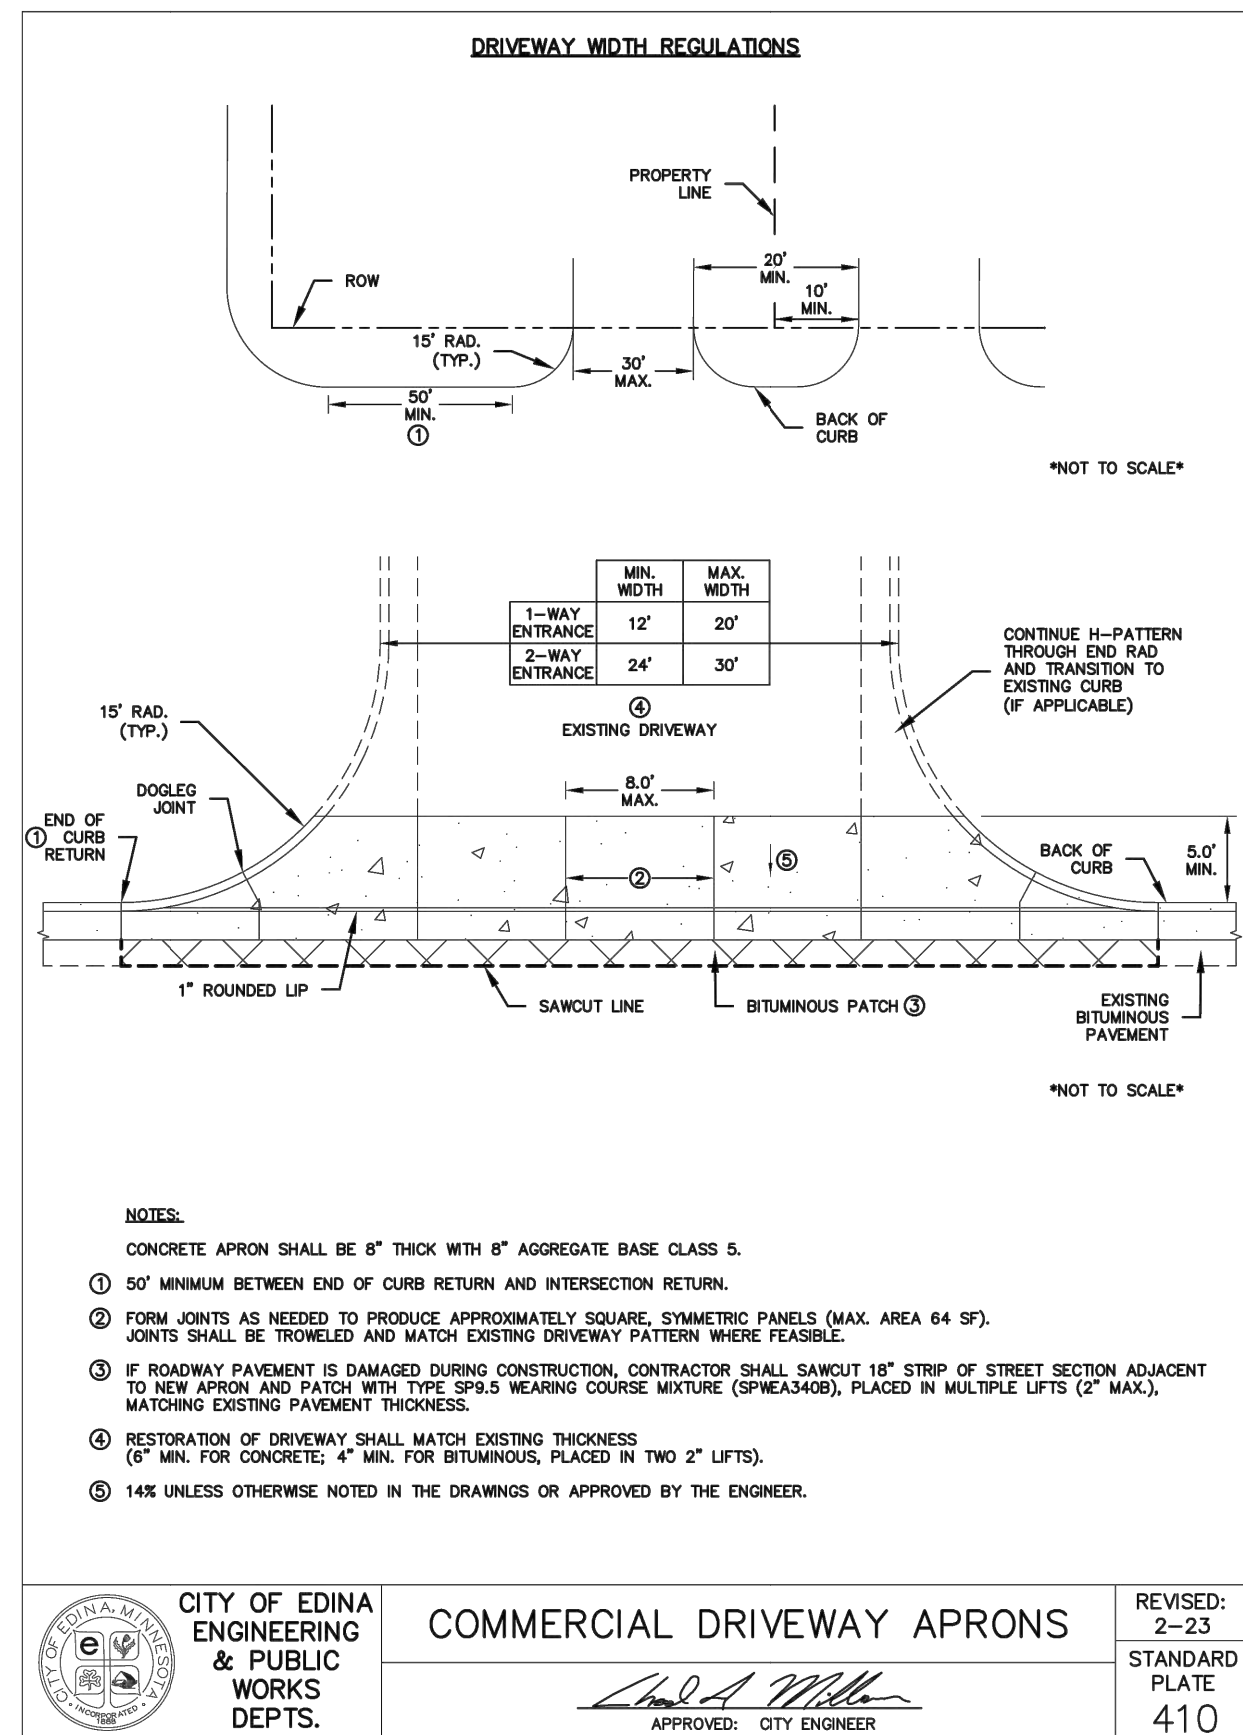 DRIVEWAY WIDTH REGULATIONS
PROPERTY
LINE
ROW
20'
MIN.
10'
MIN.
15' RAD.
(TYP.)
30'
MAX.
50'
MIN.
①
BACK OF
CURB
*NOT TO SCALE*
MIN.
WIDTH
MAX.
WIDTH
1-WAY
ENTRANCE
12'
20'
2-WAY
ENTRANCE
24'
30'
④
EXISTING DRIVEWAY
CONTINUE H-PATTERN
THROUGH END RAD
AND TRANSITION TO
EXISTING CURB
(IF APPLICABLE)
15' RAD.
(TYP.)
DOGLEG
JOINT
8.0'
MAX.
END OF
① CURB
RETURN
②
⑤
BACK OF
CURB
5.0'
MIN.
1" ROUNDED LIP
SAWCUT LINE
BITUMINOUS PATCH ③
EXISTING
BITUMINOUS
PAVEMENT
*NOT TO SCALE*
NOTES:
CONCRETE APRON SHALL BE 8" THICK WITH 8" AGGREGATE BASE CLASS 5.
① 50' MINIMUM BETWEEN END OF CURB RETURN AND INTERSECTION RETURN.
② FORM JOINTS AS NEEDED TO PRODUCE APPROXIMATELY SQUARE, SYMMETRIC PANELS (MAX. AREA 64 SF).
JOINTS SHALL BE TROWELED AND MATCH EXISTING DRIVEWAY PATTERN WHERE FEASIBLE.
③ IF ROADWAY PAVEMENT IS DAMAGED DURING CONSTRUCTION, CONTRACTOR SHALL SAWCUT 18" STRIP OF STREET SECTION ADJACENT
TO NEW APRON AND PATCH WITH TYPE SP9.5 WEARING COURSE MIXTURE (SPWEA340B), PLACED IN MULTIPLE LIFTS (2" MAX.),
MATCHING EXISTING PAVEMENT THICKNESS.
④ RESTORATION OF DRIVEWAY SHALL MATCH EXISTING THICKNESS
(6" MIN. FOR CONCRETE; 4" MIN. FOR BITUMINOUS, PLACED IN TWO 2" LIFTS).
⑤ 14% UNLESS OTHERWISE NOTED IN THE DRAWINGS OR APPROVED BY THE ENGINEER.
CITY OF EDINA, MINNESOTA
e
INCORPORATED
1888
CITY OF EDINA
ENGINEERING
& PUBLIC
WORKS
DEPTS.
COMMERCIAL DRIVEWAY APRONS
Chad A Millner
APPROVED: CITY ENGINEER
REVISED:
2-23
STANDARD
PLATE
410